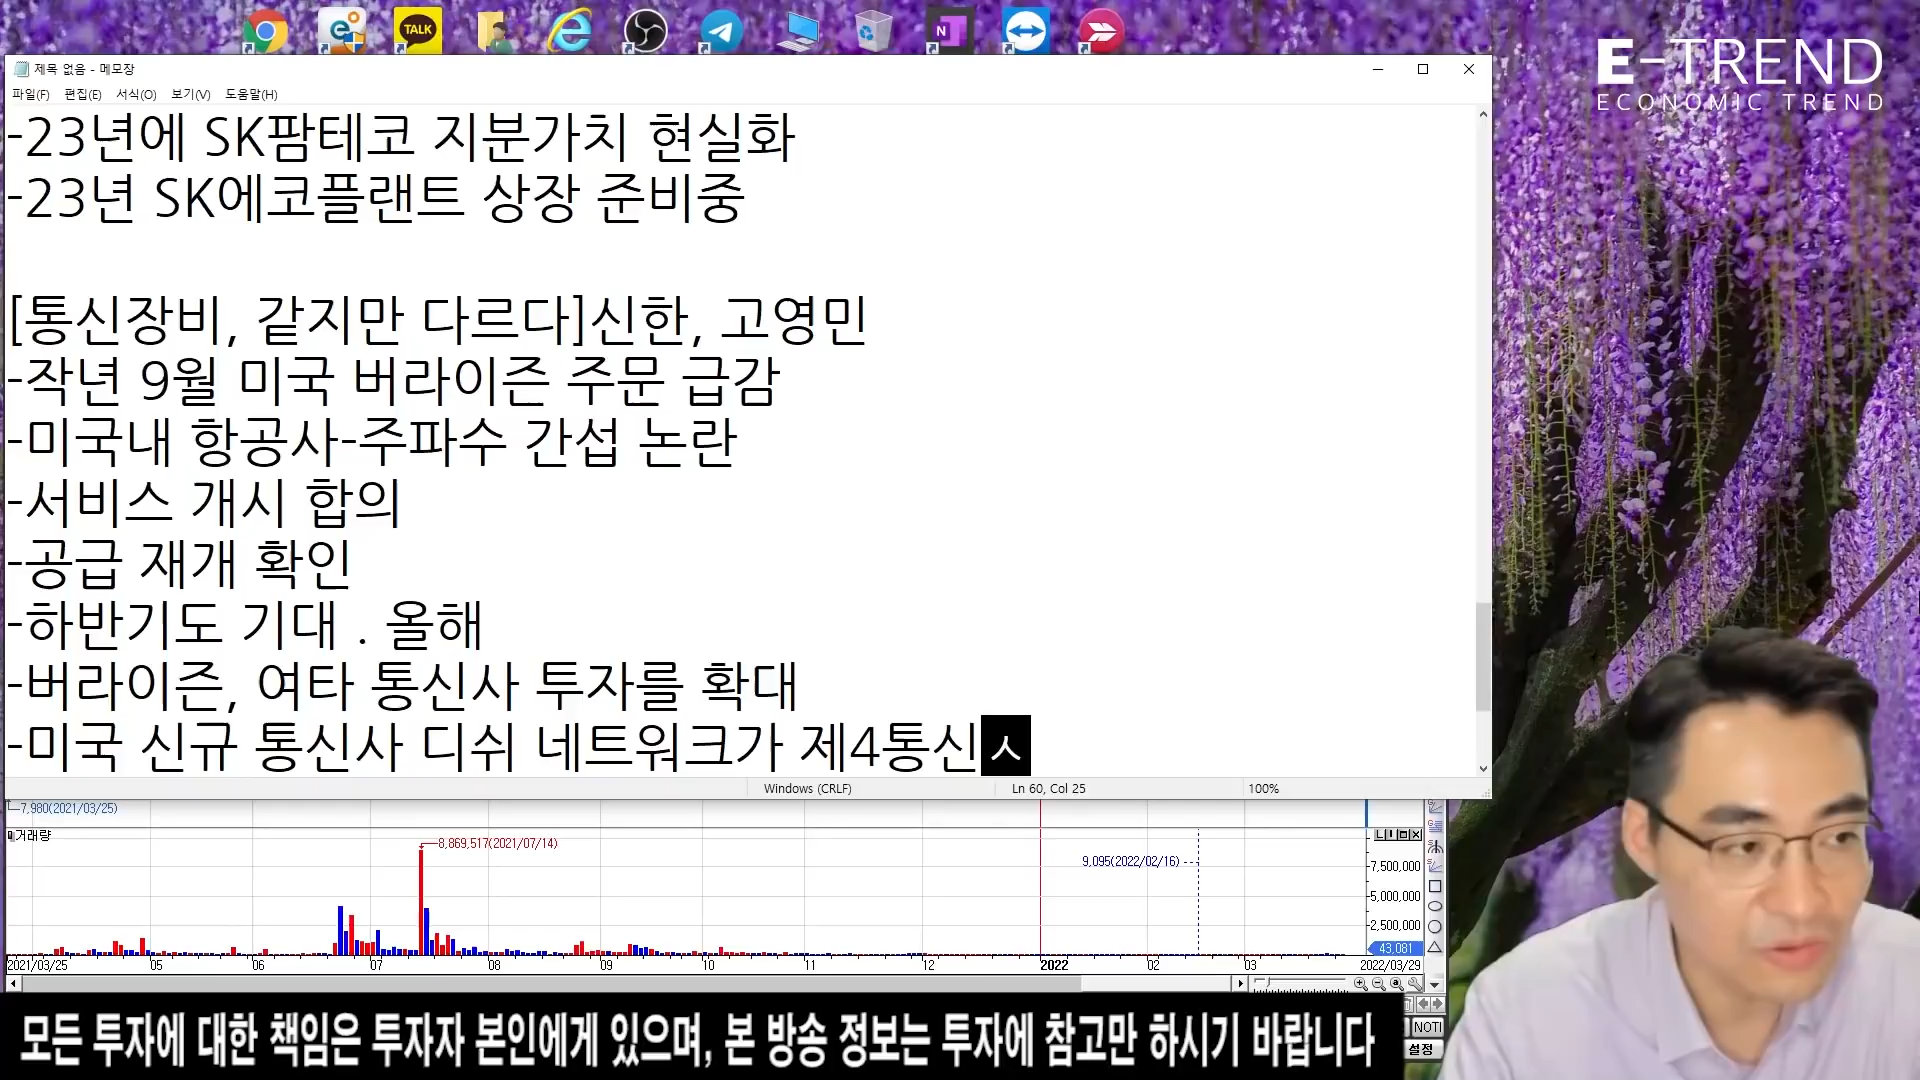 TALK
N
E-TREND
ECONOMIC TREND
제목 없음 - 메모장
파일(F) 편집(E) 서식(O) 보기(V) 도움말(H)
-23년에 SK팜테코 지분가치 현실화
-23년 SK에코플랜트 상장 준비중
[통신장비, 같지만 다르다]신한, 고영민
-작년 9월 미국 버라이즌 주문 급감
-미국내 항공사-주파수 간섭 논란
-서비스 개시 합의
-공급 재개 확인
-하반기도 기대 . 올해
-버라이즌, 여타 통신사 투자를 확대
-미국 신규 통신사 디쉬 네트워크가 제4통신ㅅ
Windows (CRLF) Ln 60, Col 25 100%
7,980(2021/03/25)
거래량
8,869,517(2021/07/14)
9,095(2022/02/16)
7,500,000
5,000,000
2,500,000
43,081
2021/03/25 05 06 07 08 09 10 11 12 2022 02 03 2022/03/29
NOTI
설정
모든 투자에 대한 책임은 투자자 본인에게 있으며, 본 방송 정보는 투자에 참고만 하시기 바랍니다